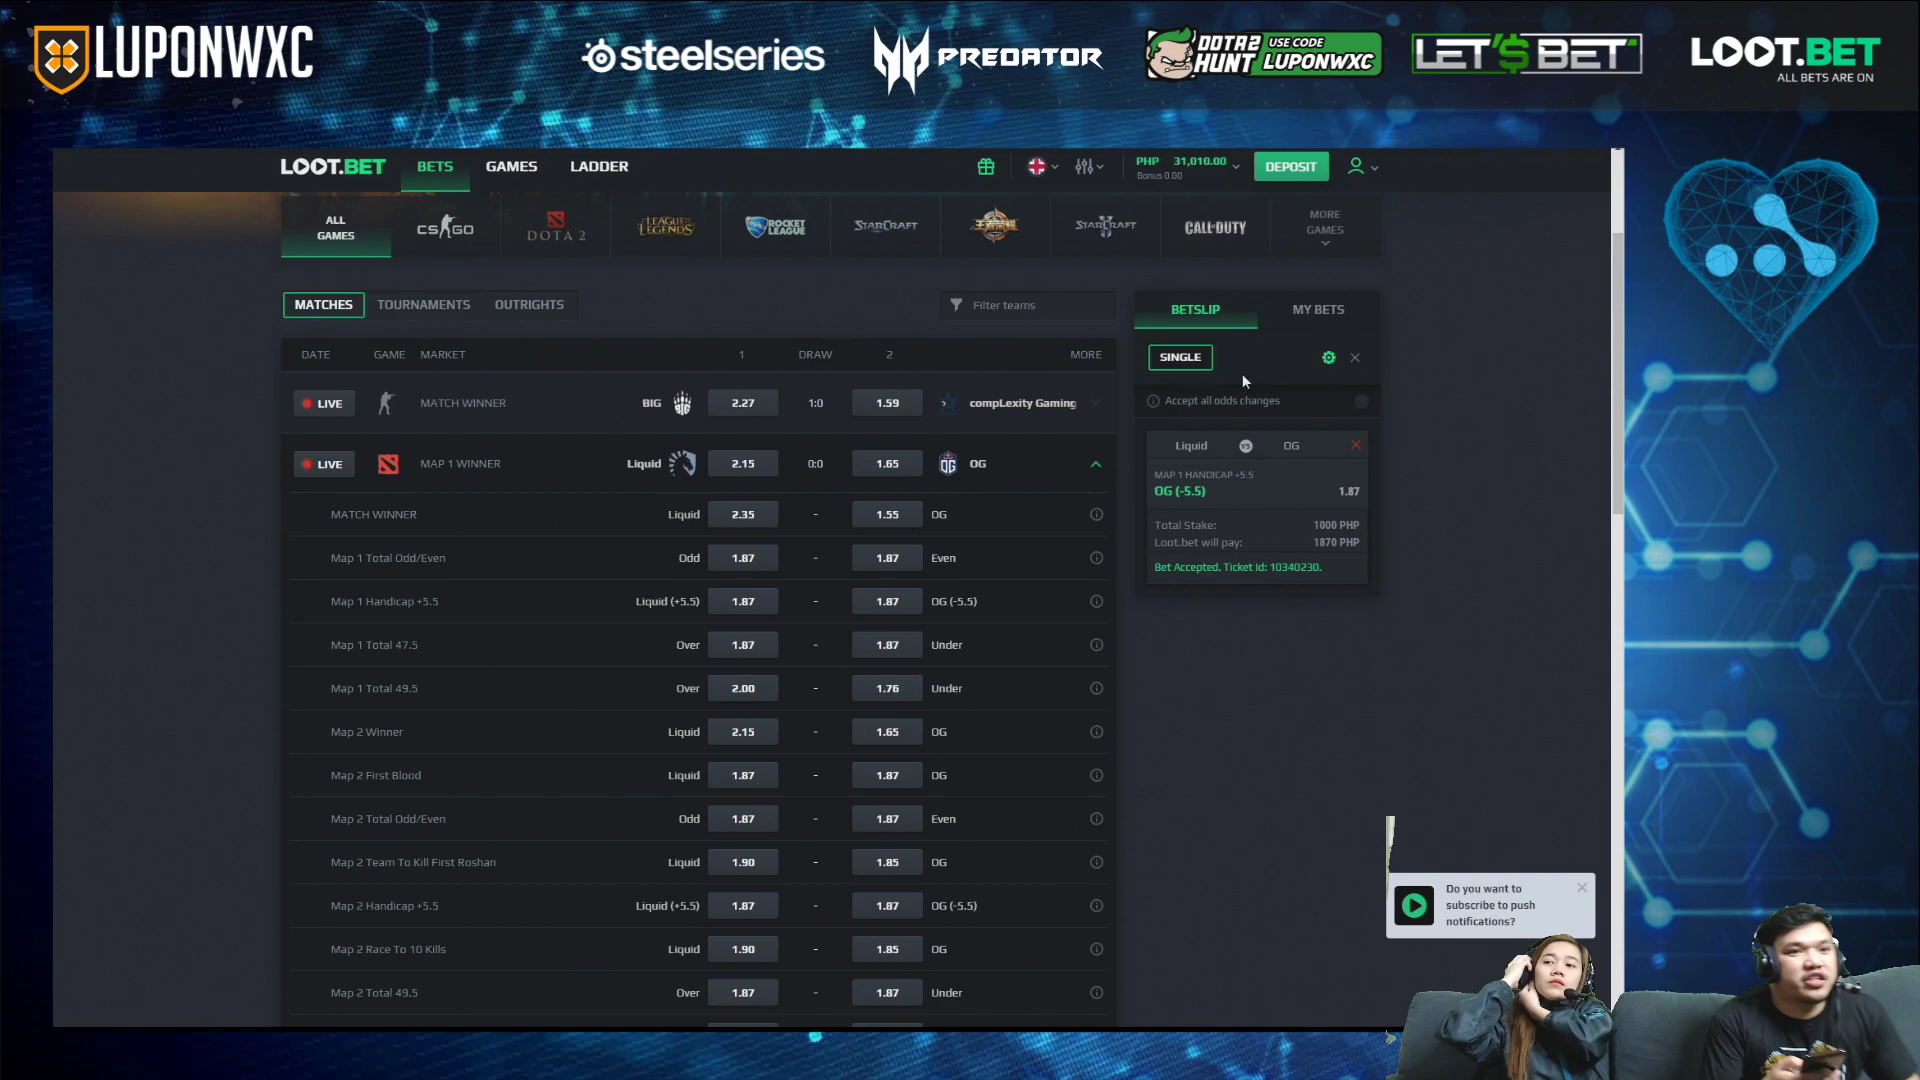 LUPONWXC
steelseries
PREDATOR
DOTA2 HUNT USE CODE LUPONWXC
LET'$ BET
LOOT.BET
ALL BETS ARE ON
LOOT.BET BETS GAMES LADDER
PHP 31,010.00
Bonus 0.00
DEPOSIT
ALL GAMES
CS:GO
DOTA 2
LEAGUE of LEGENDS
ROCKET LEAGUE
STARCRAFT
王者荣耀
STARCRAFT
CALL OF DUTY
MORE GAMES
MATCHES TOURNAMENTS OUTRIGHTS
Filter teams
DATE GAME MARKET 1 DRAW 2 MORE
LIVE MATCH WINNER BIG 2.27 1:0 1.59 compLexity Gaming
LIVE MAP 1 WINNER Liquid 2.15 0:0 1.65 OG
MATCH WINNER Liquid 2.35 - 1.55 OG
Map 1 Total Odd/Even Odd 1.87 - 1.87 Even
Map 1 Handicap +5.5 Liquid (+5.5) 1.87 - 1.87 OG (-5.5)
Map 1 Total 47.5 Over 1.87 - 1.87 Under
Map 1 Total 49.5 Over 2.00 - 1.76 Under
Map 2 Winner Liquid 2.15 - 1.65 OG
Map 2 First Blood Liquid 1.87 - 1.87 OG
Map 2 Total Odd/Even Odd 1.87 - 1.87 Even
Map 2 Team To Kill First Roshan Liquid 1.90 - 1.85 OG
Map 2 Handicap +5.5 Liquid (+5.5) 1.87 - 1.87 OG (-5.5)
Map 2 Race To 10 Kills Liquid 1.90 - 1.85 OG
Map 2 Total 49.5 Over 1.87 - 1.87 Under
BETSLIP MY BETS
SINGLE
Accept all odds changes
Liquid VS OG
MAP 1 HANDICAP +5.5
OG (-5.5) 1.87
Total Stake: 1000 PHP
Loot.bet will pay: 1870 PHP
Bet Accepted. Ticket Id: 10340230.
Do you want to
subscribe to push
notifications?